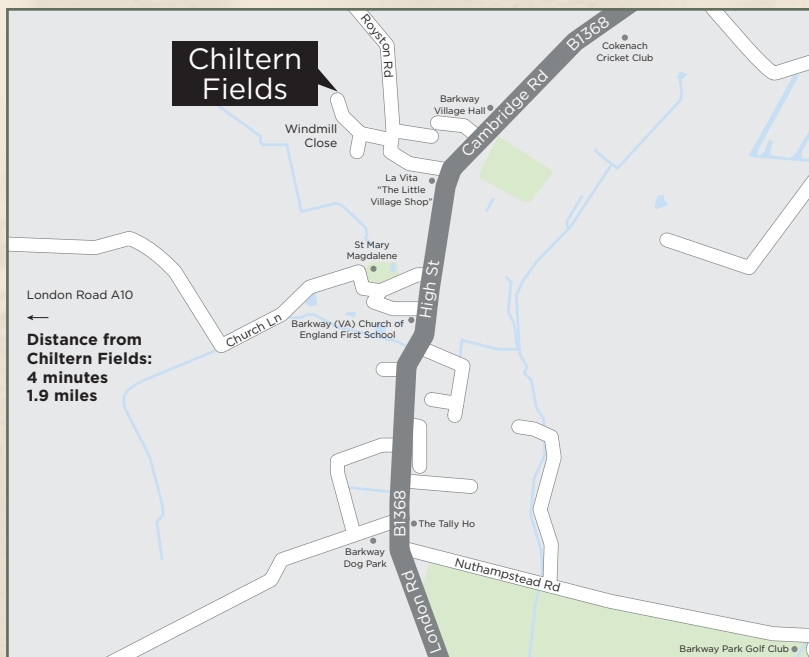 Royston Rd
B1368
Cokenach
Cricket Club
Chiltern
Fields
Barkway
Village Hall
Cambridge Rd
Windmill
Close
La Vita
"The Little
Village Shop"
St Mary
Magdalene
High St
London Road A10
Church Ln
Barkway (VA) Church of
England First School
Distance from
Chiltern Fields:
4 minutes
1.9 miles
B1368
The Tally Ho
Barkway
Dog Park
Nuthampstead Rd
London Rd
Barkway Park Golf Club